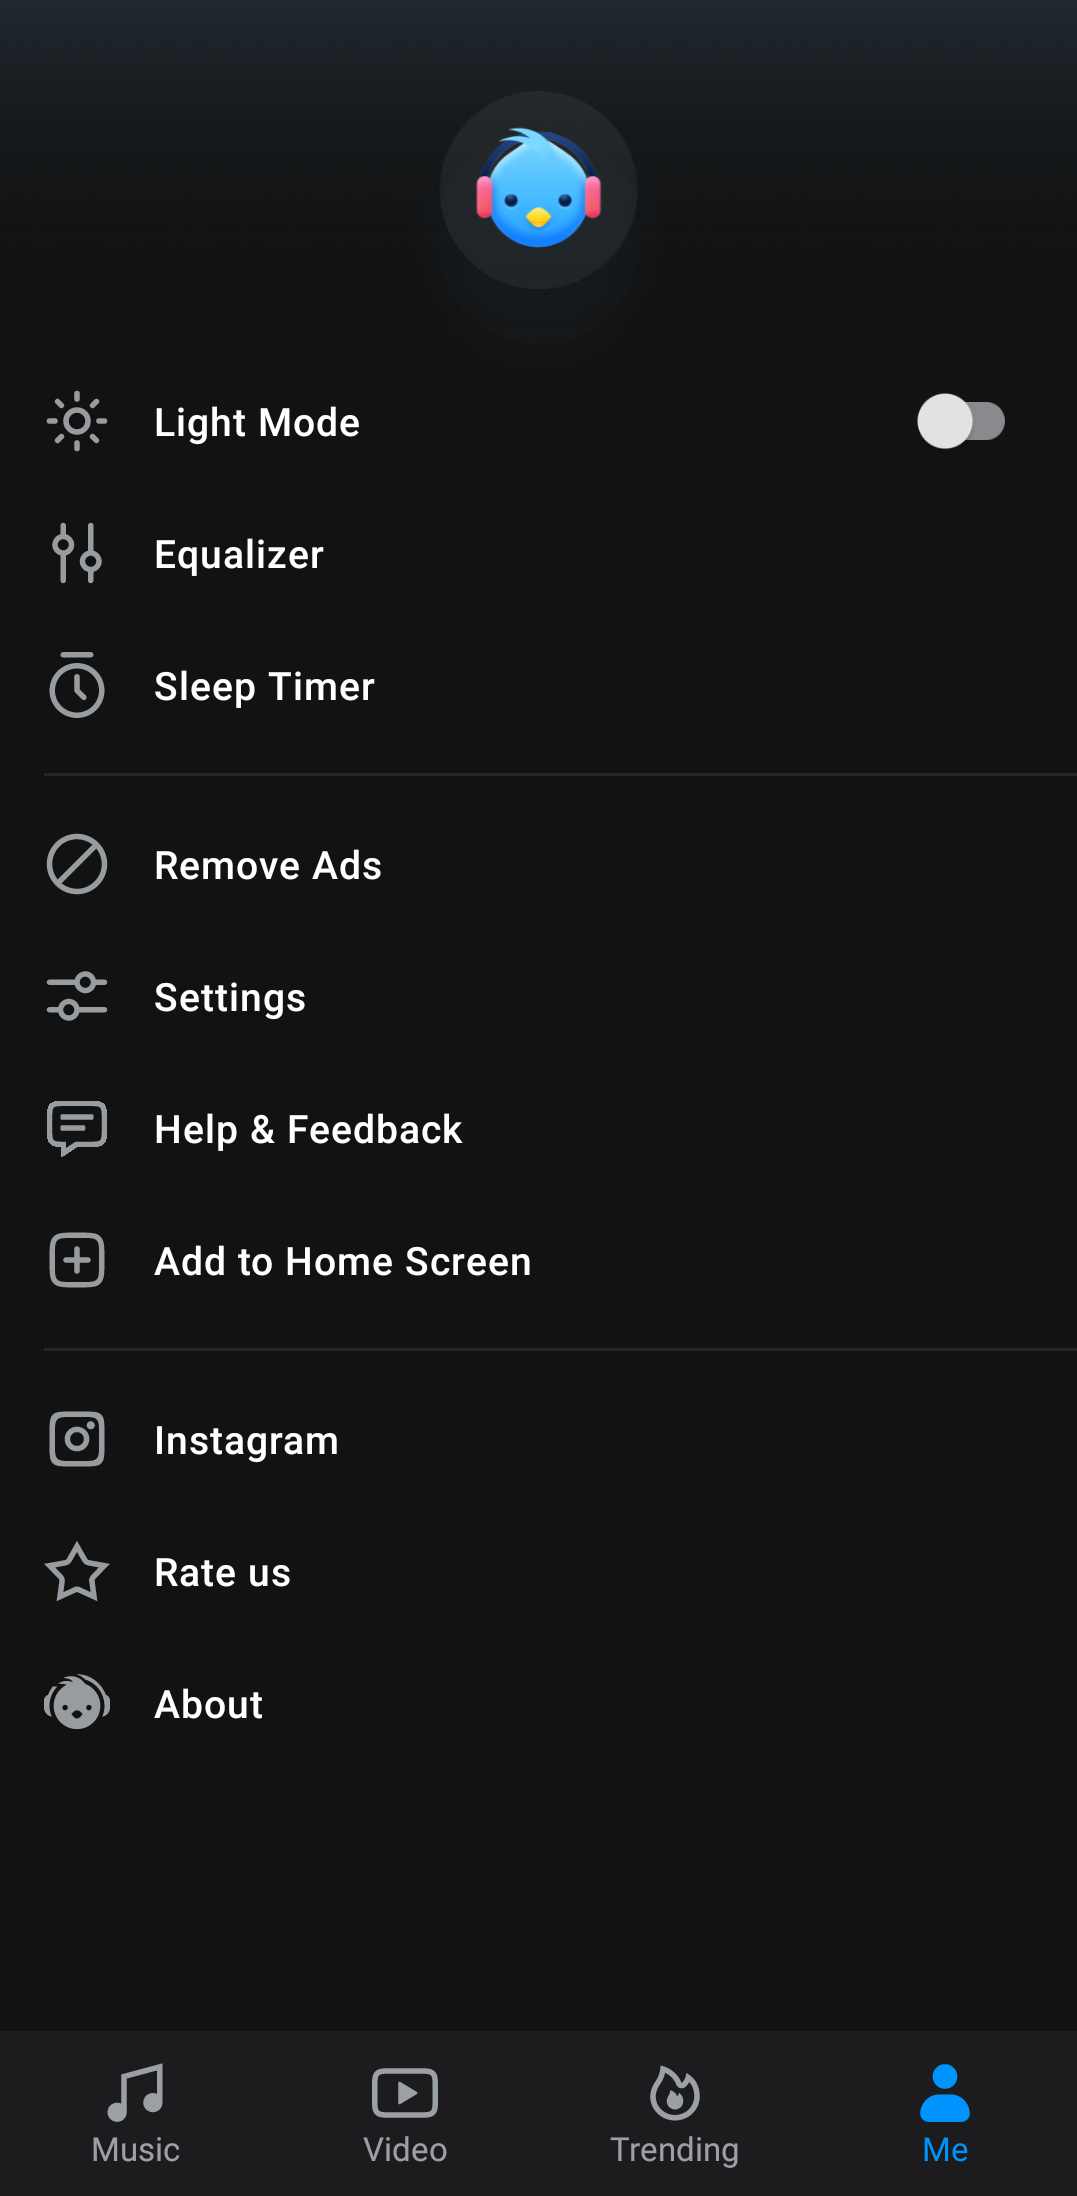 Light Mode
Equalizer
Sleep Timer
Remove Ads
Settings
Help & Feedback
Add to Home Screen
Instagram
Rate us
About
Music
Video
Trending
Me